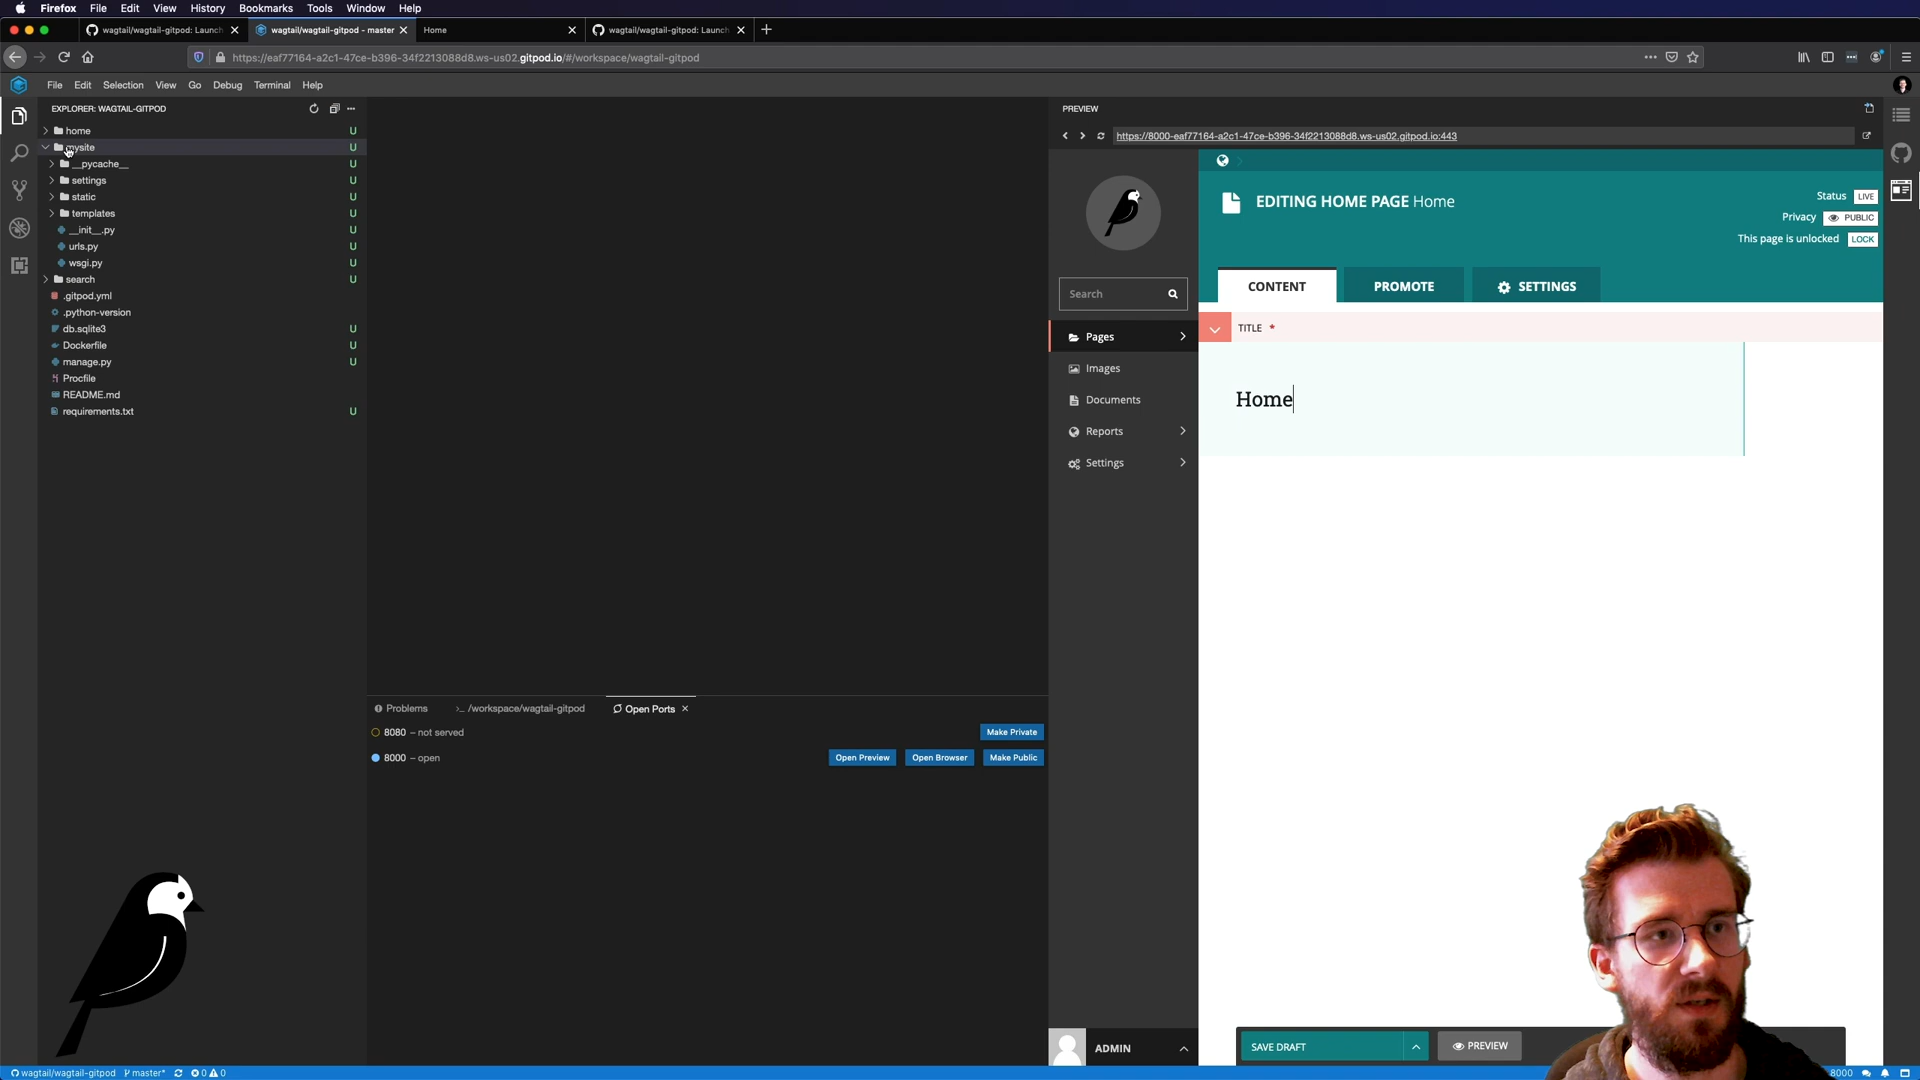 Firefox File Edit View History Bookmarks Tools Window Help
wagtail/wagtail-gitpod: Launch
wagtail/wagtail-gitpod - master
Home
wagtail/wagtail-gitpod: Launch
https://eaf77164-a2c1-47ce-b396-34f2213088d8.ws-us02.gitpod.io/#/workspace/wagtail-gitpod
File Edit Selection View Go Debug Terminal Help
EXPLORER: WAGTAIL-GITPOD
home U
mysite U
__pycache__ U
settings U
static U
templates U
__init__.py U
urls.py U
wsgi.py U
search U
.gitpod.yml
.python-version
db.sqlite3 U
Dockerfile U
manage.py U
Procfile
README.md
requirements.txt U
Problems
>_ /workspace/wagtail-gitpod
Open Ports
8080 – not served
Make Private
8000 – open
Open Preview
Open Browser
Make Public
PREVIEW
https://8000-eaf77164-a2c1-47ce-b396-34f2213088d8.ws-us02.gitpod.io:443
Search
Pages
Images
Documents
Reports
Settings
ADMIN
EDITING HOME PAGE Home
Status LIVE
Privacy PUBLIC
This page is unlocked LOCK
CONTENT
PROMOTE
SETTINGS
TITLE *
Home
SAVE DRAFT
PREVIEW
wagtail/wagtail-gitpod master* 0 0
8000